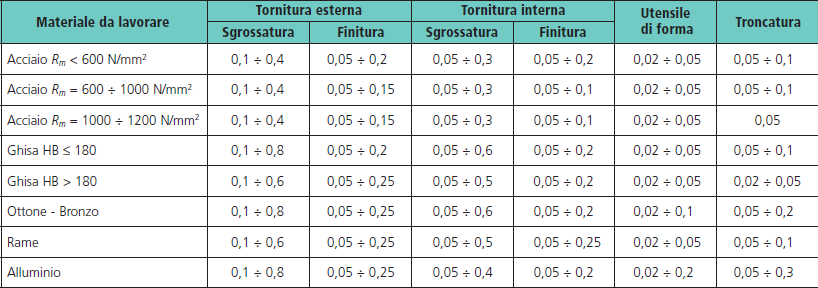 Materiale da lavorare Tornitura esterna Tornitura interna Utensile di forma Troncatura
Sgrossatura Finitura Sgrossatura Finitura
Acciaio Rm < 600 N/mm² 0,1 ÷ 0,4 0,05 ÷ 0,2 0,05 ÷ 0,3 0,05 ÷ 0,2 0,02 ÷ 0,05 0,05 ÷ 0,1
Acciaio Rm = 600 ÷ 1000 N/mm² 0,1 ÷ 0,4 0,05 ÷ 0,15 0,05 ÷ 0,3 0,05 ÷ 0,1 0,02 ÷ 0,05 0,05 ÷ 0,1
Acciaio Rm = 1000 ÷ 1200 N/mm² 0,1 ÷ 0,4 0,05 ÷ 0,15 0,05 ÷ 0,3 0,05 ÷ 0,1 0,02 ÷ 0,05 0,05
Ghisa HB ≤ 180 0,1 ÷ 0,8 0,05 ÷ 0,2 0,05 ÷ 0,6 0,05 ÷ 0,2 0,02 ÷ 0,05 0,05 ÷ 0,1
Ghisa HB > 180 0,1 ÷ 0,6 0,05 ÷ 0,25 0,05 ÷ 0,5 0,05 ÷ 0,2 0,02 ÷ 0,05 0,02 ÷ 0,05
Ottone - Bronzo 0,1 ÷ 0,8 0,05 ÷ 0,25 0,05 ÷ 0,6 0,05 ÷ 0,2 0,02 ÷ 0,1 0,05 ÷ 0,2
Rame 0,1 ÷ 0,6 0,05 ÷ 0,25 0,05 ÷ 0,5 0,05 ÷ 0,25 0,02 ÷ 0,05 0,05 ÷ 0,1
Alluminio 0,1 ÷ 0,8 0,05 ÷ 0,25 0,05 ÷ 0,4 0,05 ÷ 0,2 0,02 ÷ 0,2 0,05 ÷ 0,3